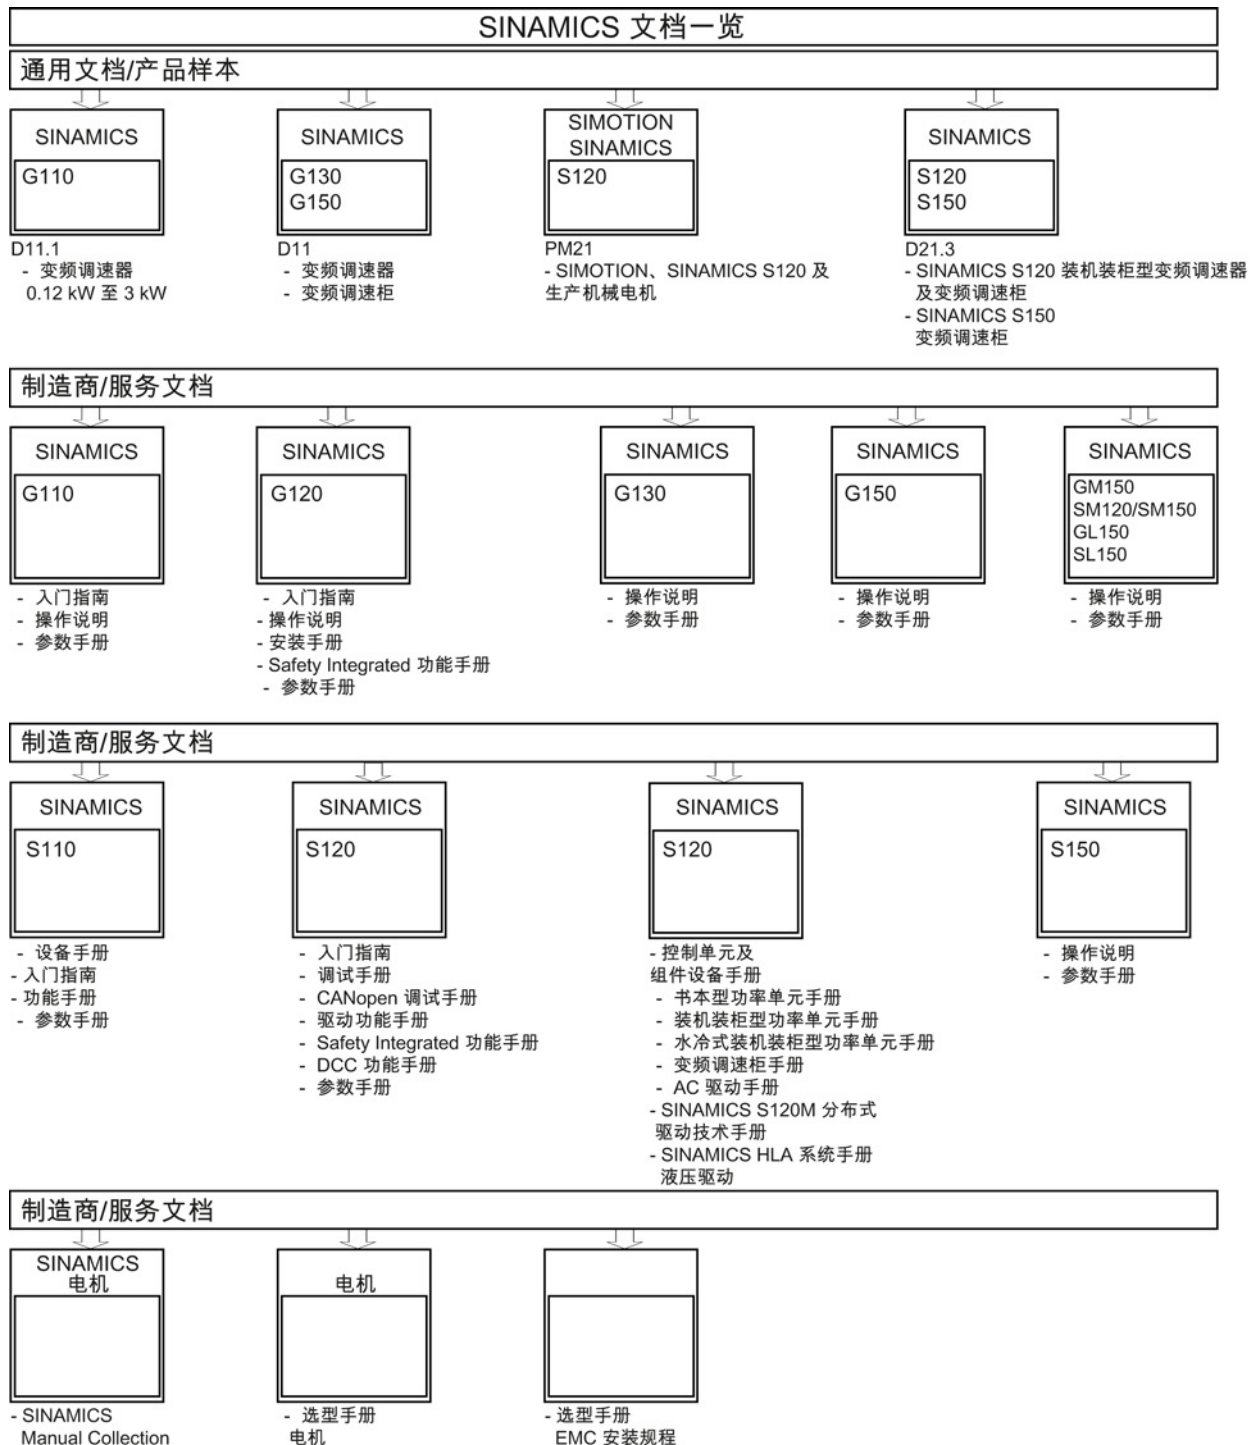 SINAMICS 文档一览
通用文档/产品样本
SINAMICS
G110
D11.1
- 变频调速器
0.12 kW 至 3 kW
SINAMICS
G130
G150
D11
- 变频调速器
- 变频调速柜
SIMOTION
SINAMICS
S120
PM21
- SIMOTION、SINAMICS S120 及
生产机械电机
SINAMICS
S120
S150
D21.3
- SINAMICS S120 装机装柜型变频调速器
及变频调速柜
- SINAMICS S150
变频调速柜
制造商/服务文档
SINAMICS
G110
- 入门指南
- 操作说明
- 参数手册
SINAMICS
G120
- 入门指南
- 操作说明
- 安装手册
- Safety Integrated 功能手册
- 参数手册
SINAMICS
G130
- 操作说明
- 参数手册
SINAMICS
G150
- 操作说明
- 参数手册
SINAMICS
GM150
SM120/SM150
GL150
SL150
- 操作说明
- 参数手册
制造商/服务文档
SINAMICS
S110
- 设备手册
- 入门指南
- 功能手册
- 参数手册
SINAMICS
S120
- 入门指南
- 调试手册
- CANopen 调试手册
- 驱动功能手册
- Safety Integrated 功能手册
- DCC 功能手册
- 参数手册
SINAMICS
S120
- 控制单元及
组件设备手册
- 书本型功率单元手册
- 装机装柜型功率单元手册
- 水冷式装机装柜型功率单元手册
- 变频调速柜手册
- AC 驱动手册
- SINAMICS S120M 分布式
驱动技术手册
- SINAMICS HLA 系统手册
液压驱动
SINAMICS
S150
- 操作说明
- 参数手册
制造商/服务文档
SINAMICS
电机
- SINAMICS
Manual Collection
电机
- 选型手册
电机
- 选型手册
EMC 安装规程